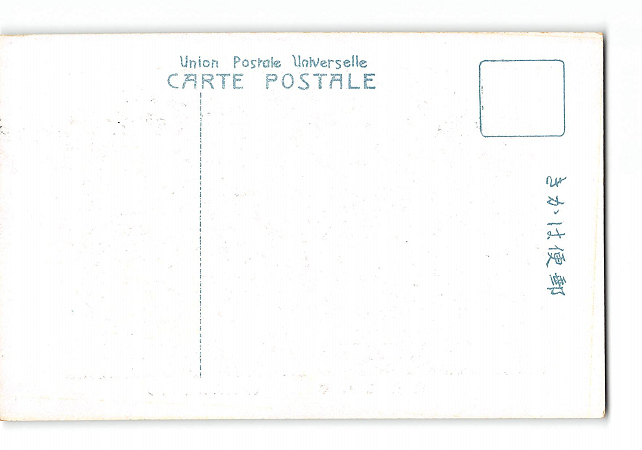 Union Postale Universelle
CARTE POSTALE
きかは便郵